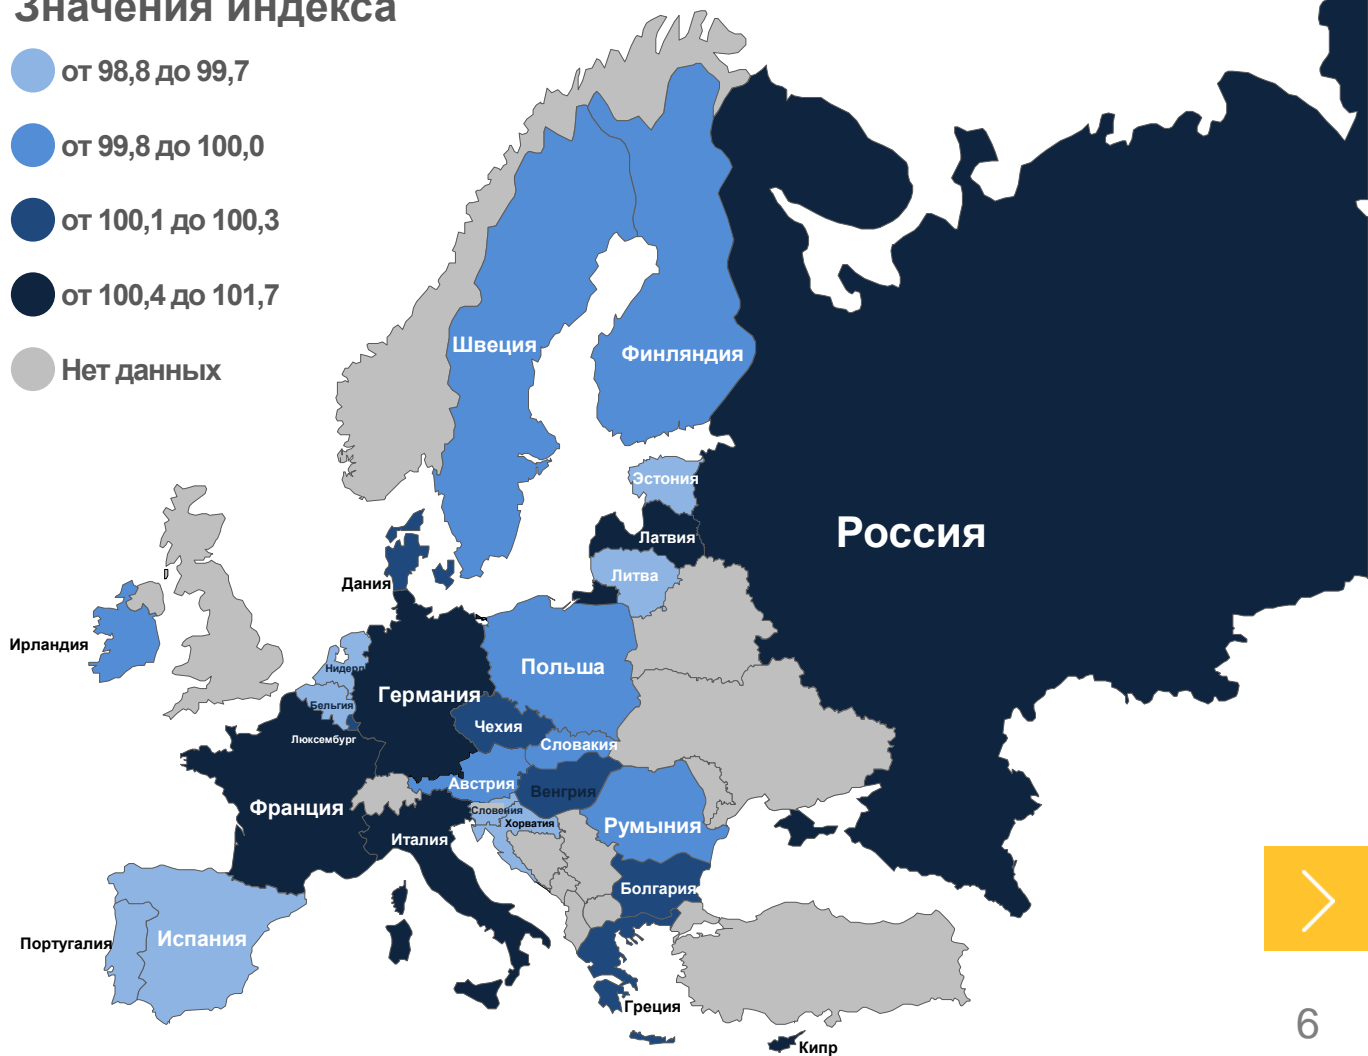 Значения индекса
от 98,8 до 99,7
от 99,8 до 100,0
от 100,1 до 100,3
от 100,4 до 101,7
Нет данных
Швеция
Финляндия
Эстония
Россия
Латвия
Литва
Дания
Ирландия
Польша
Нидерл
Германия
Бельгия
Чехия
Люксембург
Словакия
Австрия
Венгрия
Франция
Словения
Хорватия
Румыния
Италия
Болгария
Испания
Португалия
Греция
Кипр
6